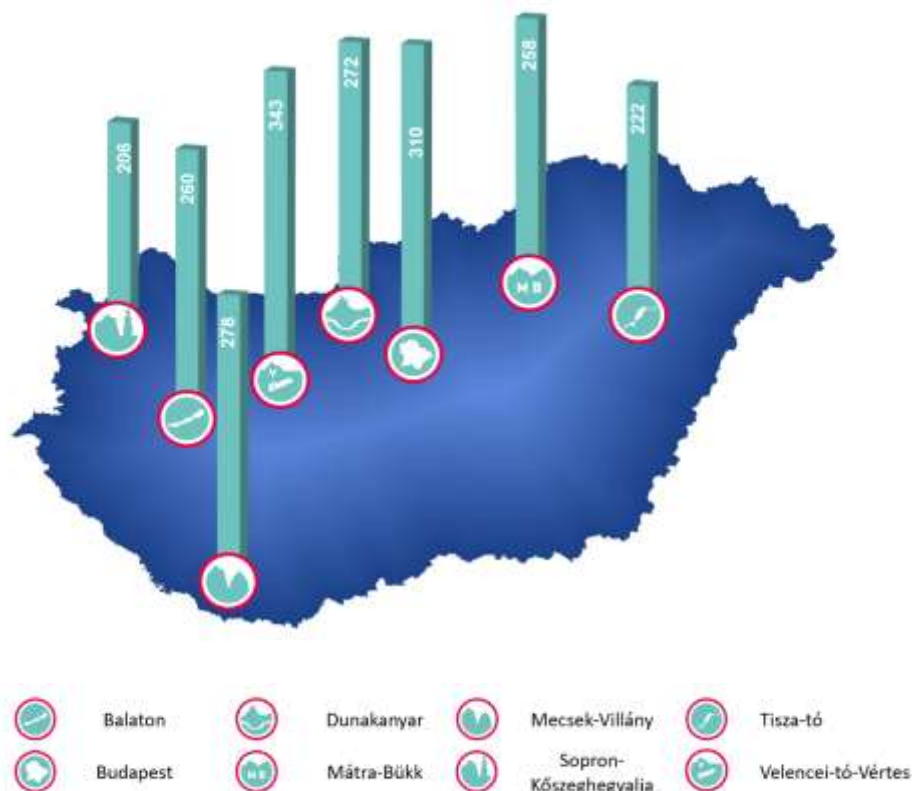 206
260
278
343
272
310
258
M B
222
Balaton
Dunakanyar
Mecsek-Villány
Tisza-tó
Budapest
M B
Mátra-Bükk
Sopron-
Kőszeghegyalja
Velencei-tó-Vértes